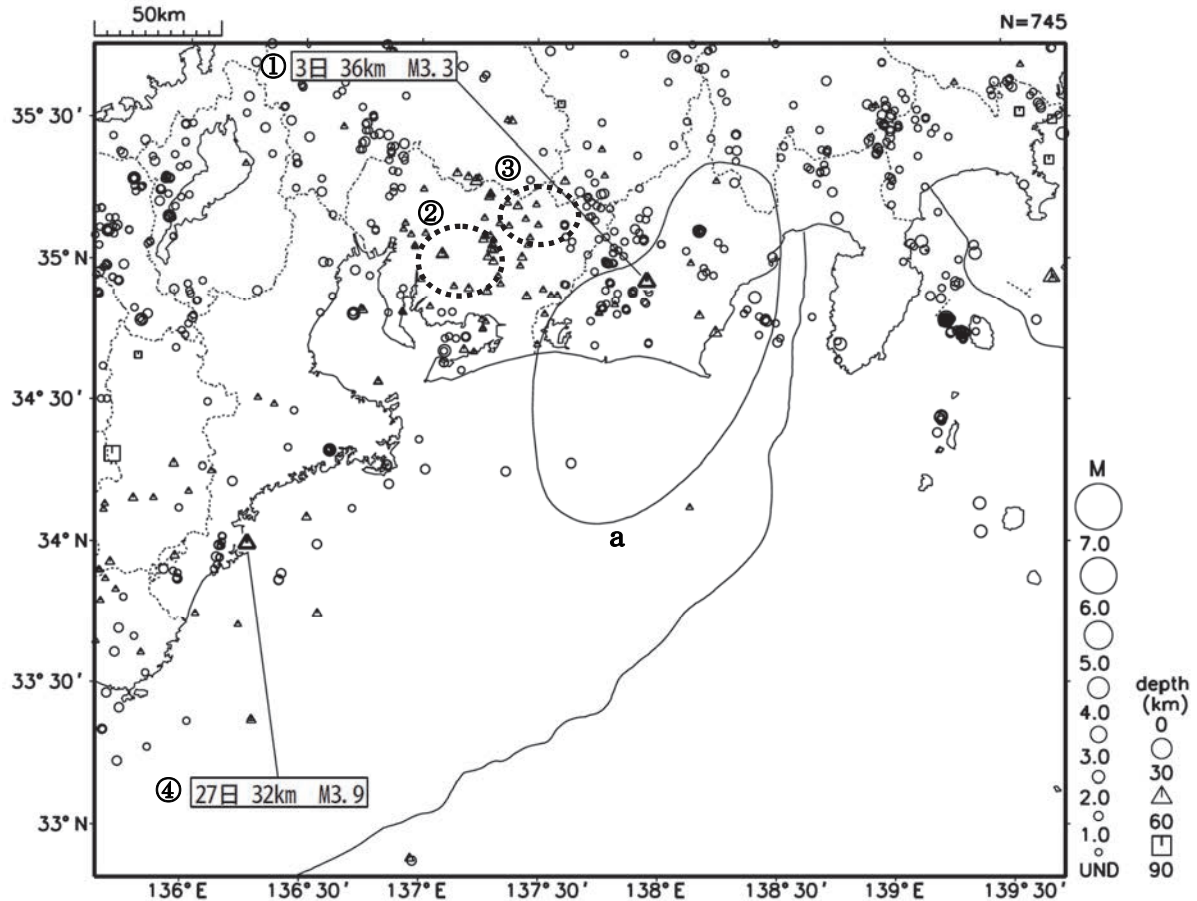 50km
N=745
① 3日 36km M3.3
35°30′
③
②
35°N
34°30′
M
34°N
a
7.0
6.0
33°30′
5.0
depth
(km)
4.0
0
④ 27日 32km M3.9
3.0
30
2.0
33°N
60
1.0
UND
90
136°E
136°30′
137°E
137°30′
138°E
138°30′
139°E
139°30′